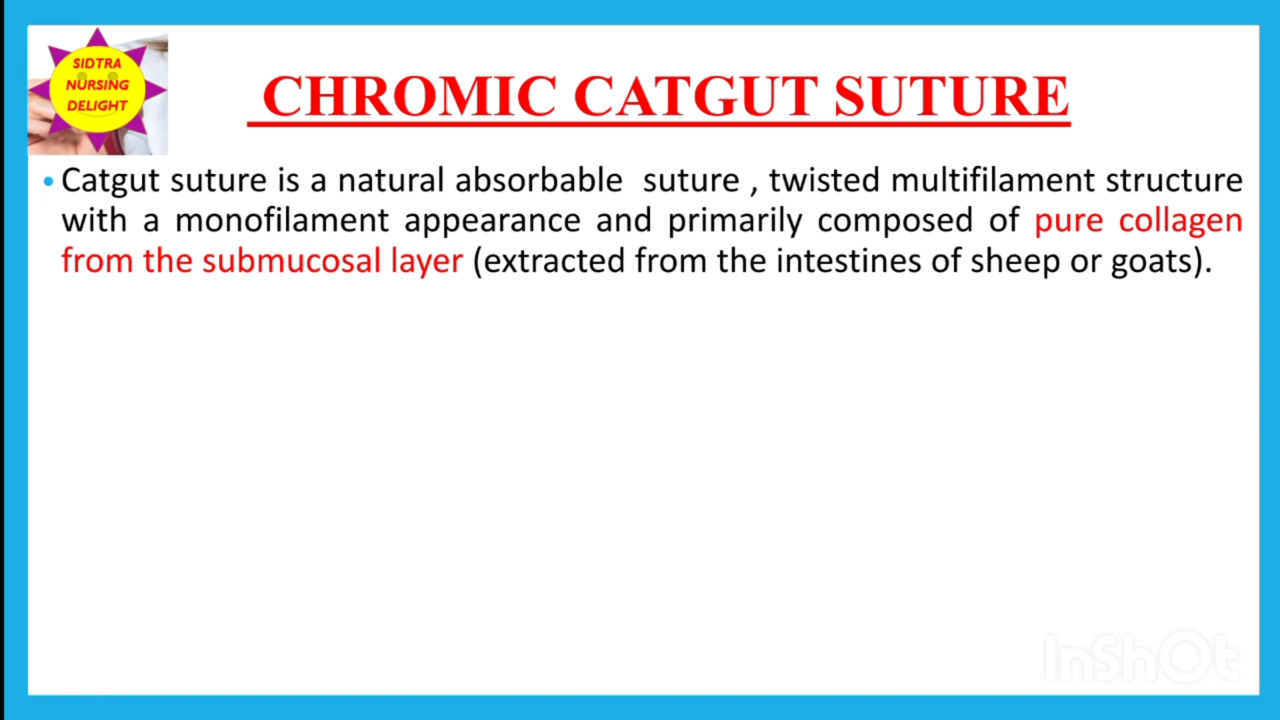 SIDTRA
NURSING
DELIGHT
CHROMIC CATGUT SUTURE
• Catgut suture is a natural absorbable suture , twisted multifilament structure
with a monofilament appearance and primarily composed of pure collagen
from the submucosal layer (extracted from the intestines of sheep or goats).
InShOt